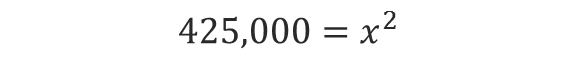 425,000 = x²